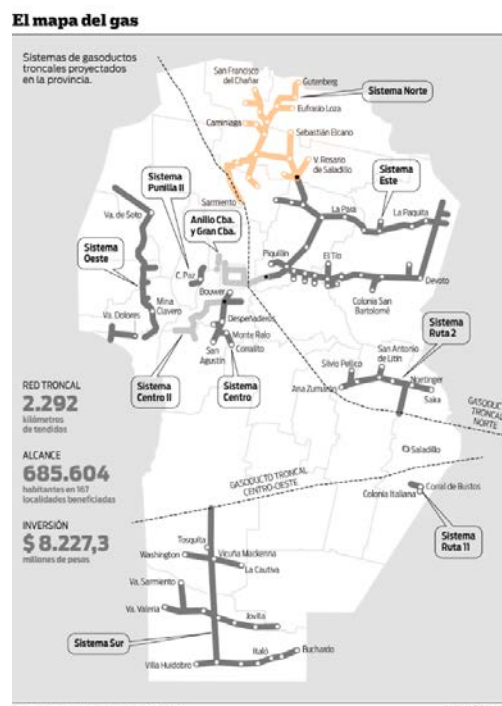 El mapa del gas
Sistemas de gasoductos
troncales proyectados
en la provincia.
San Francisco
del Chañar
Gutenberg
Sistema Norte
Eufrasio Loza
Caminiaga
Sebastián Elcano
V. Rosario
de Saladillo
Sistema
Este
Sistema
Punilla II
Sarmiento
La Para
La Paquita
Va. de Soto
Anillo Cba.
y Gran Cba.
Sistema
Oeste
Piquillín
El Tío
C. Paz
Devoto
Bouwer
Mina
Clavero
Colonia San
Bartolomé
Va. Dolores
Despeñaderos
Monte Ralo
Corralito
San
Agustín
Sistema
Ruta 2
San Antonio
de Litín
Silvio Pellico
Noetinger
Ana Zumarán
Saira
Sistema
Centro II
Sistema
Centro
RED TRONCAL
2.292
kilómetros
de tendidas
GASODUCTO
TRONCAL
NORTE
ALCANCE
685.604
habitantes en 167
localidades beneficiadas
Saladillo
GASODUCTO TRONCAL
CENTRO-OESTE
Corral de Bustos
Colonia Italiana
INVERSIÓN
$ 8.227,3
millones de pesos
Sistema
Ruta 11
Tosquita
Washington
Vicuña Mackenna
La Cautiva
Va. Sarmiento
Va. Valeria
Jovita
Sistema Sur
Italó
Buchardo
Villa Huidobro